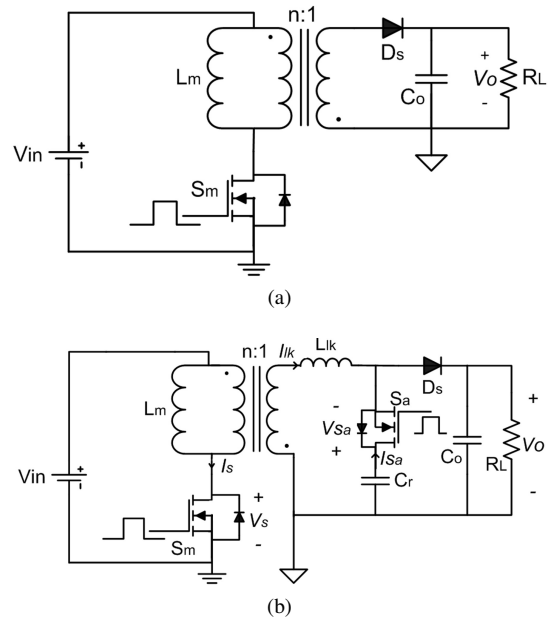 n:1
Lm
Ds
+
Vo
-
RL
Co
Vin
+
-
Sm
(a)
n:1
Ilk
Llk
Ds
Sa
-
VSa
+
ISa
Cr
Co
RL
+
Vo
-
Lm
Vin
+
-
Is
+
Vs
-
Sm
(b)